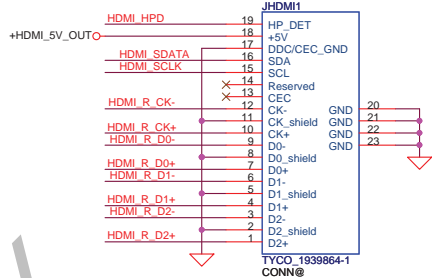 JHDMI1
HDMI_HPD 19 HP_DET
+HDMI_5V_OUT 18 +5V
17 DDC/CEC_GND
HDMI_SDATA 16 SDA
HDMI_SCLK 15 SCL
14 Reserved
13 CEC
HDMI_R_CK- 12 CK- GND 20
11 CK_shield GND 21
HDMI_R_CK+ 10 CK+ GND 22
HDMI_R_D0- 9 D0- GND 23
8 D0_shield
HDMI_R_D0+ 7 D0+
HDMI_R_D1- 6 D1-
5 D1_shield
HDMI_R_D1+ 4 D1+
HDMI_R_D2- 3 D2-
2 D2_shield
HDMI_R_D2+ 1 D2+
TYCO_1939864-1
CONN@